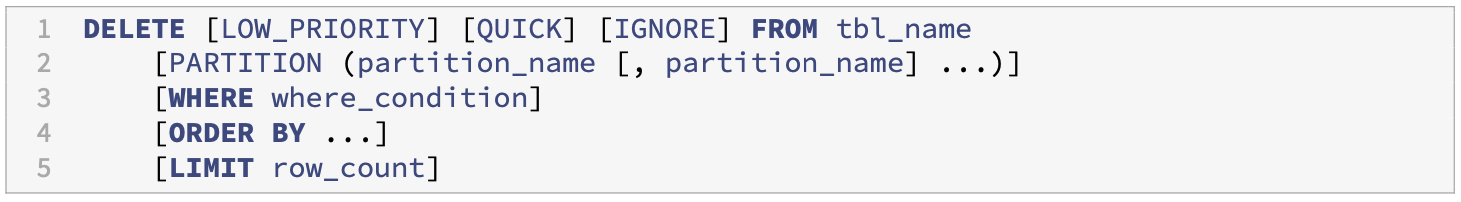 1 DELETE [LOW_PRIORITY] [QUICK] [IGNORE] FROM tbl_name
2 [PARTITION (partition_name [, partition_name] ...)]
3 [WHERE where_condition]
4 [ORDER BY ...]
5 [LIMIT row_count]